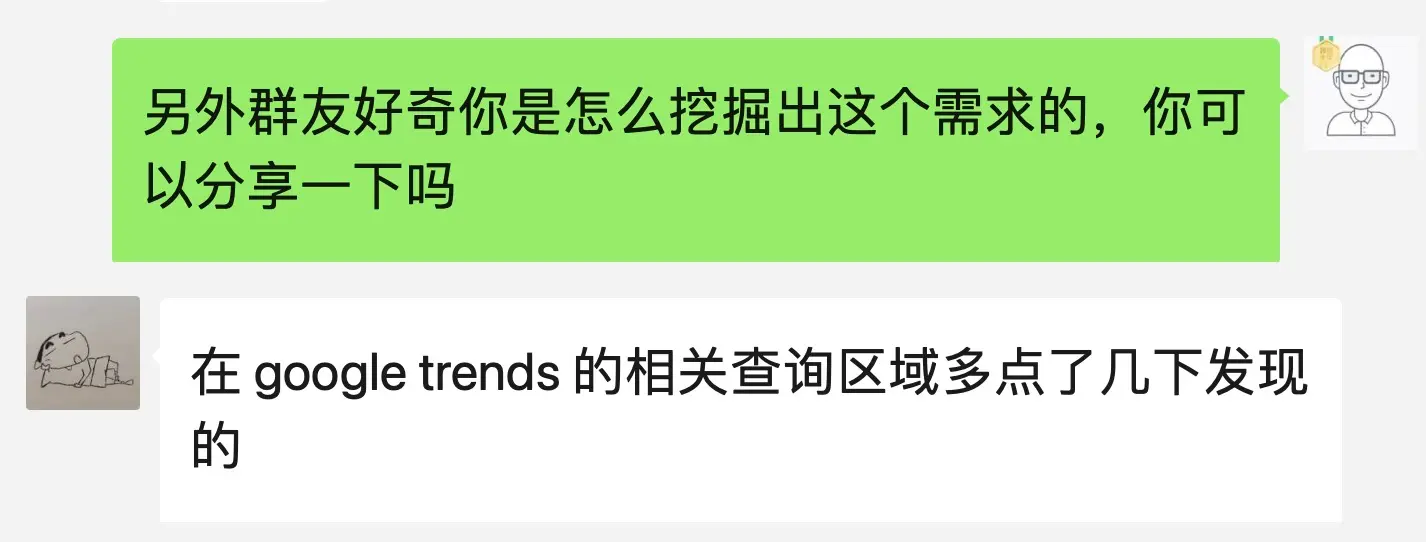 另外群友好奇你是怎么挖掘出这个需求的，你可
以分享一下吗
在 google trends 的相关查询区域多点了几下发现
的